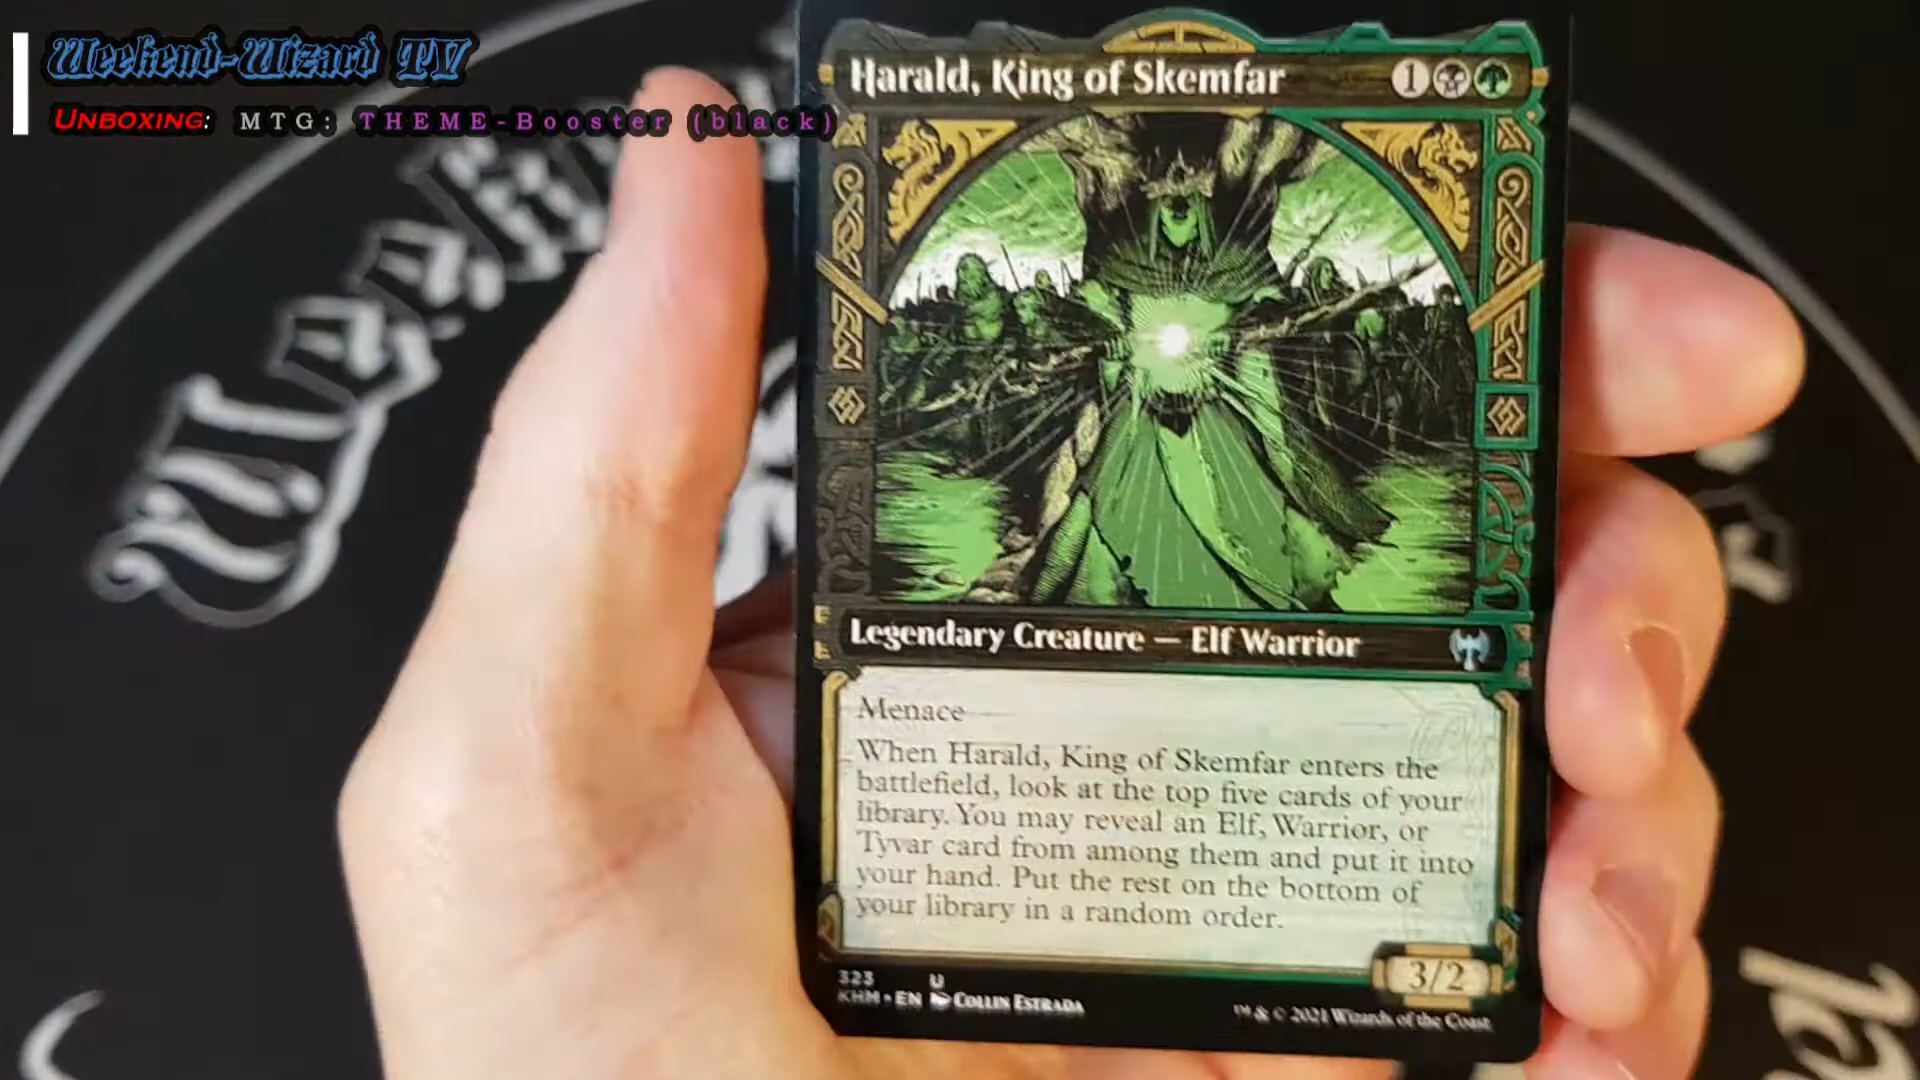 Weekend-Wizard TV
UNBOXING: MTG: THEME-Booster (black)
Harald, King of Skemfar 1
Legendary Creature — Elf Warrior
Menace
When Harald, King of Skemfar enters the
battlefield, look at the top five cards of your
library. You may reveal an Elf, Warrior, or
Tyvar card from among them and put it into
your hand. Put the rest on the bottom of
your library in a random order.
3/2
323 U
KHM • EN COLLIN ESTRADA
™ & © 2021 Wizards of the Coast